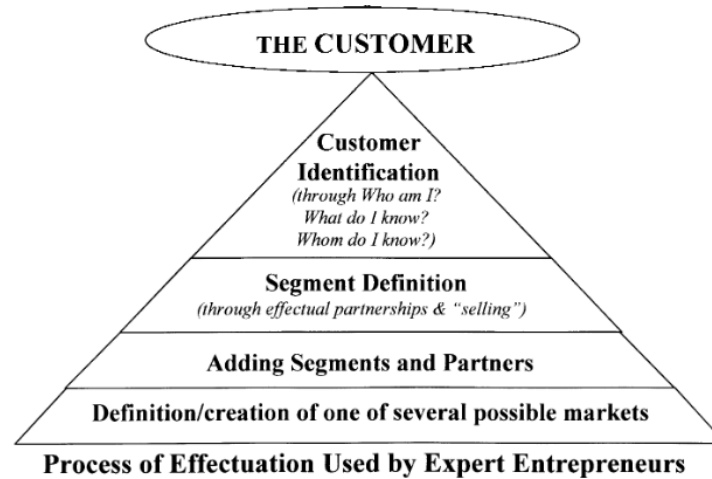 THE CUSTOMER
Customer
Identification
(through Who am I?
What do I know?
Whom do I know?)
Segment Definition
(through effectual partnerships & “selling”)
Adding Segments and Partners
Definition/creation of one of several possible markets
Process of Effectuation Used by Expert Entrepreneurs